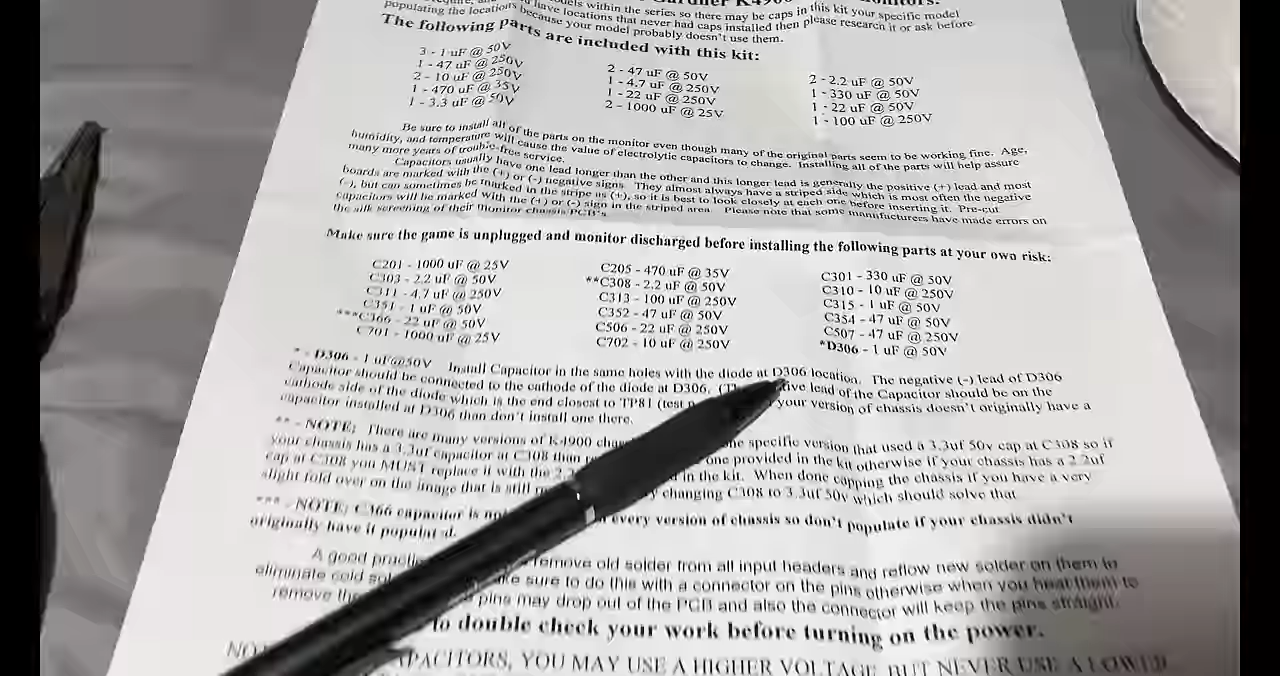 models within the series so there may be caps in this kit your specific model
populating the locations have locations that never had caps installed then please research it or ask before
because your model probably doesn't use them.
The following parts are included with this kit:
3 - 1 uF @ 50V
1 - 47 uF @ 250V
2 - 10 uF @ 250V
1 - 470 uF @ 35V
1 - 3.3 uF @ 50V
2 - 47 uF @ 50V
1 - 4.7 uF @ 250V
1 - 22 uF @ 250V
2 - 1000 uF @ 25V
2 - 2.2 uF @ 50V
1 - 330 uF @ 50V
1 - 22 uF @ 50V
1 - 100 uF @ 250V
Be sure to install all of the parts on the monitor even though many of the original parts seem to be working fine. Age,
humidity, and temperature will cause the value of electrolytic capacitors to change. Installing all of the parts will help assure
many more years of trouble-free service.
Capacitors usually have one lead longer than the other and this longer lead is generally the positive (+) lead and most
boards are marked with the (+) or (-) negative signs. They almost always have a striped side which is most often the negative
(-), but can sometimes be marked in the stripe as (+), so it is best to look closely at each one before inserting it. Pre-cut
capacitors will be marked with the (+) or (-) sign in the striped area. Please note that some manufacturers have made errors on
the silk screening of their monitor chassis PCB's
Make sure the game is unplugged and monitor discharged before installing the following parts at your own risk:
C201 - 1000 uF @ 25V
C303 - 2.2 uF @ 50V
C311 - 4.7 uF @ 250V
C351 - 1 uF @ 50V
***C366 - 22 uF @ 50V
C701 - 1000 uF @ 25V
C205 - 470 uF @ 35V
**C308 - 2.2 uF @ 50V
C313 - 100 uF @ 250V
C352 - 47 uF @ 50V
C506 - 22 uF @ 250V
C702 - 10 uF @ 250V
C301 - 330 uF @ 50V
C310 - 10 uF @ 250V
C315 - 1 uF @ 50V
C354 - 47 uF @ 50V
C507 - 47 uF @ 250V
*D306 - 1 uF @ 50V
* - D306 - 1 uf@50V Install Capacitor in the same holes with the diode at D306 location. The negative (-) lead of D306
Capacitor should be connected to the cathode of the diode at D306. ive lead of the Capacitor should be on the
cathode side of the diode which is the end closest to TP81 (test your version of chassis doesn't originally have a
capacitor installed at D306 than don't install one there.
** - NOTE; There are many versions of K4900 specific version that used a 3.3uf 50v cap at C308 so if
your chassis has a 3.3uf capacitor at C308 than one provided in the kit otherwise if your chassis has a 2.2uf
cap at C308 you MUST replace it with the in the kit. When done capping the chassis if you have a very
slight fold over on the image that is still changing C308 to 3.3uf 50v which should solve that
*** - NOTE; C366 capacitor is every version of chassis so don't populate if your chassis didn't
originally have it populat d.
A good remove old solder from all input headers and reflow new solder on them to
eliminate cold sure to do this with a connector on the pins otherwise when you heat them to
remove pins may drop out of the PCB and also the connector will keep the pins straight.
to double check your work before turning on the power.
APACITORS, YOU MAY USE A HIGHER VOLTAGE, BUT NEVER USE A LOWER